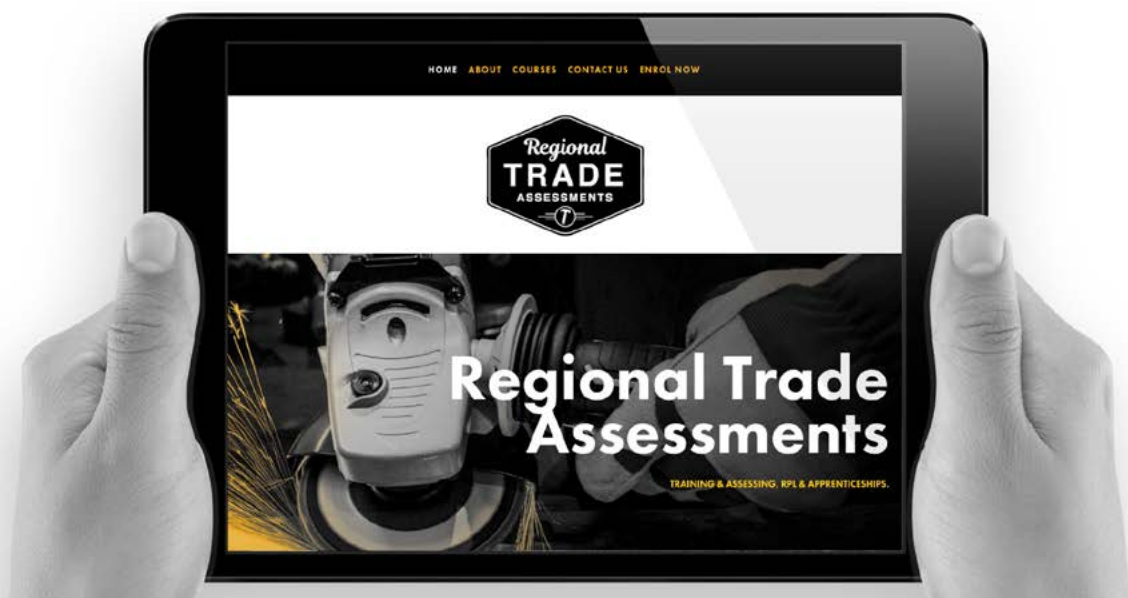 HOME ABOUT COURSES CONTACT US ENROL NOW
Regional
TRADE
ASSESSMENTS
T
Regional Trade
Assessments
TRAINING & ASSESSING, RPL & APPRENTICESHIPS.